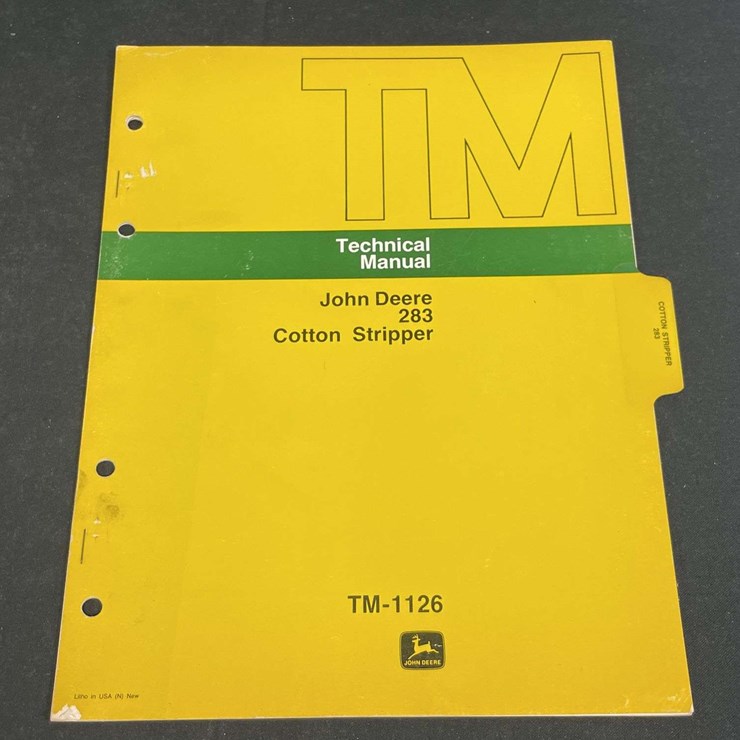 TM
Technical
Manual
John Deere
283
Cotton Stripper
COTTON STRIPPER
283
TM-1126
JOHN DEERE
Litho in USA (N) New